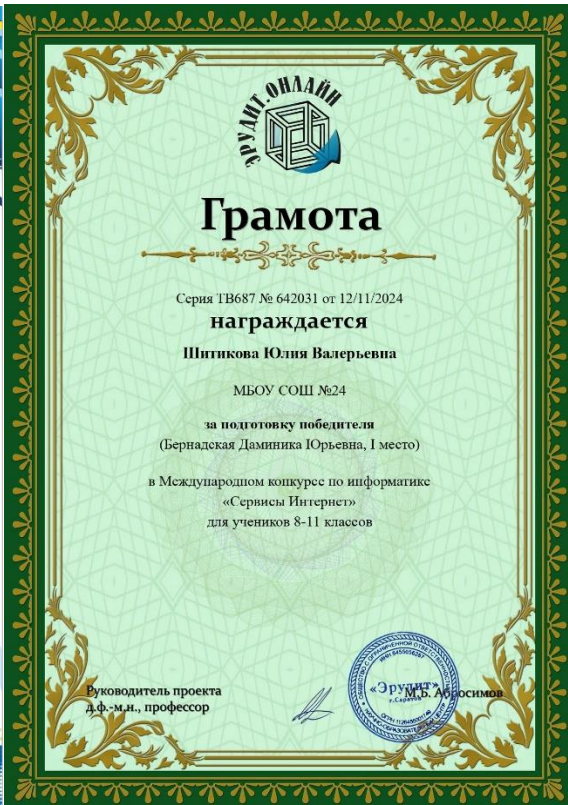 ЭРУДИТ.ОНЛАЙН
Грамота
Серия ТВ687 № 642031 от 12/11/2024
награждается
Шитикова Юлия Валерьевна
МБОУ СОШ №24
за подготовку победителя
(Бернадская Даминика Юрьевна, I место)
в Международном конкурсе по информатике
«Сервисы Интернет»
для учеников 8-11 классов
Руководитель проекта
д.ф.-м.н., профессор
М.Б. Абросимов
«Эрудит»
г.Саратов